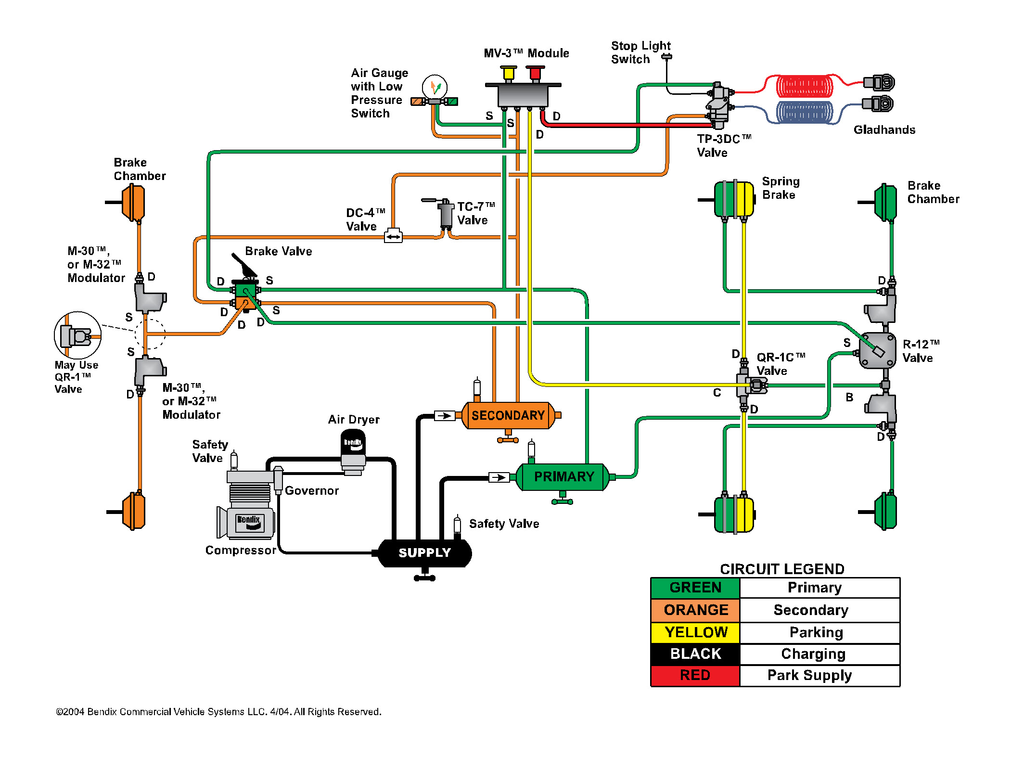 Stop Light
Switch
MV-3™ Module
Air Gauge
with Low
Pressure
Switch
S
S
D
D
TP-3DC™
Valve
Gladhands
Brake
Chamber
Spring
Brake
Brake
Chamber
DC-4™
Valve
TC-7™
Valve
M-30™,
or M-32™
Modulator
Brake Valve
D
D
S
D
S
D
S
D
D
S
May Use
QR-1™
Valve
D
M-30™,
or M-32™
Modulator
D
QR-1C™
Valve
C
D
S
R-12™
Valve
B
D
SECONDARY
Air Dryer
Bendix
Safety
Valve
PRIMARY
Governor
Bendix
Compressor
Safety Valve
SUPPLY
CIRCUIT LEGEND
GREEN Primary
ORANGE Secondary
YELLOW Parking
BLACK Charging
RED Park Supply
©2004 Bendix Commercial Vehicle Systems LLC. 4/04. All Rights Reserved.